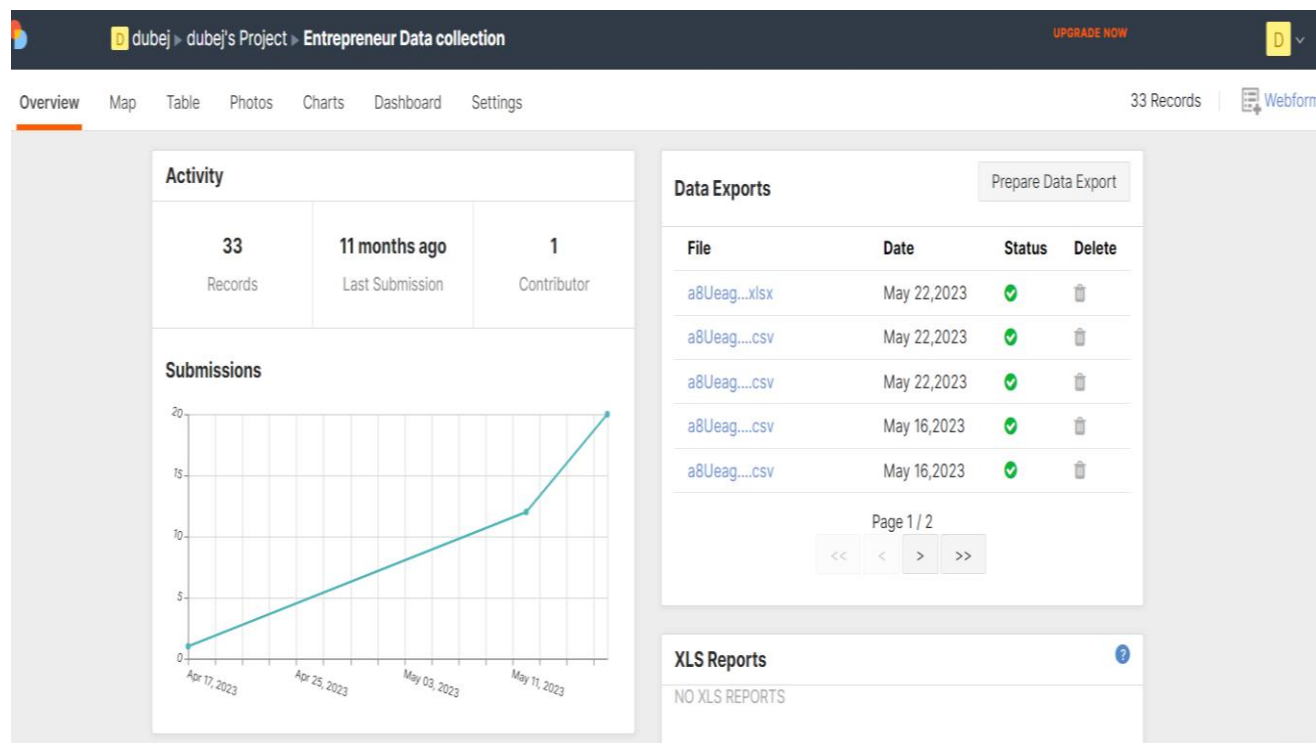 D dubej ▸ dubej's Project ▸ Entrepreneur Data collection
UPGRADE NOW
D
Overview Map Table Photos Charts Dashboard Settings
33 Records
Webform
Activity
33 11 months ago 1
Records Last Submission Contributor
Submissions
20
15
10
5
0
Apr 17, 2023 Apr 25, 2023 May 03, 2023 May 11, 2023
Data Exports
Prepare Data Export
File Date Status Delete
a8Ueag...xlsx May 22,2023
a8Ueag....csv May 22,2023
a8Ueag....csv May 22,2023
a8Ueag....csv May 16,2023
a8Ueag....csv May 16,2023
Page 1 / 2
<< < > >>
XLS Reports ?
NO XLS REPORTS